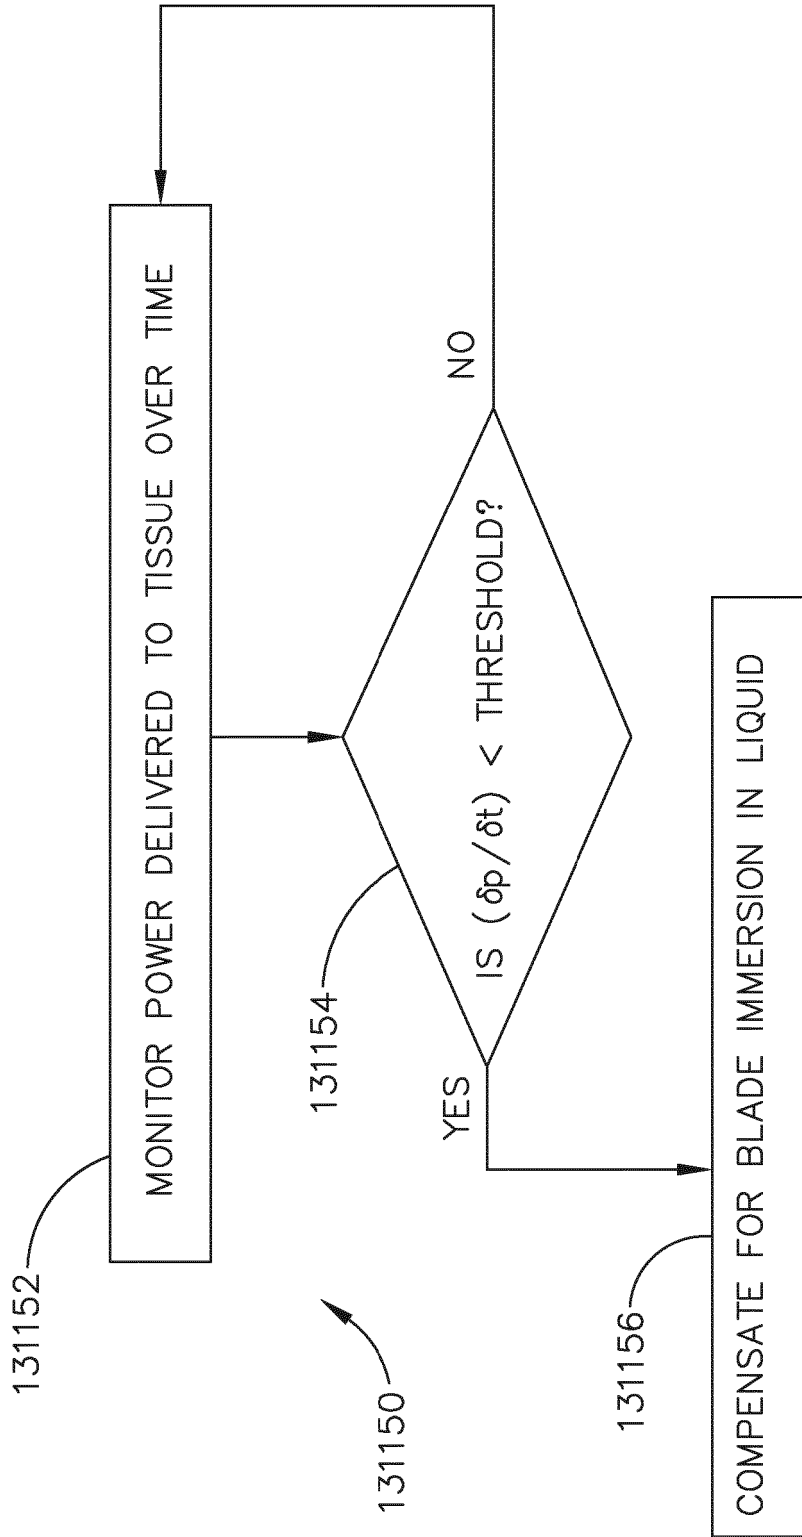 131152
MONITOR POWER DELIVERED TO TISSUE OVER TIME
131150
131154
IS (δp/δt) < THRESHOLD?
YES
NO
131156
COMPENSATE FOR BLADE IMMERSION IN LIQUID